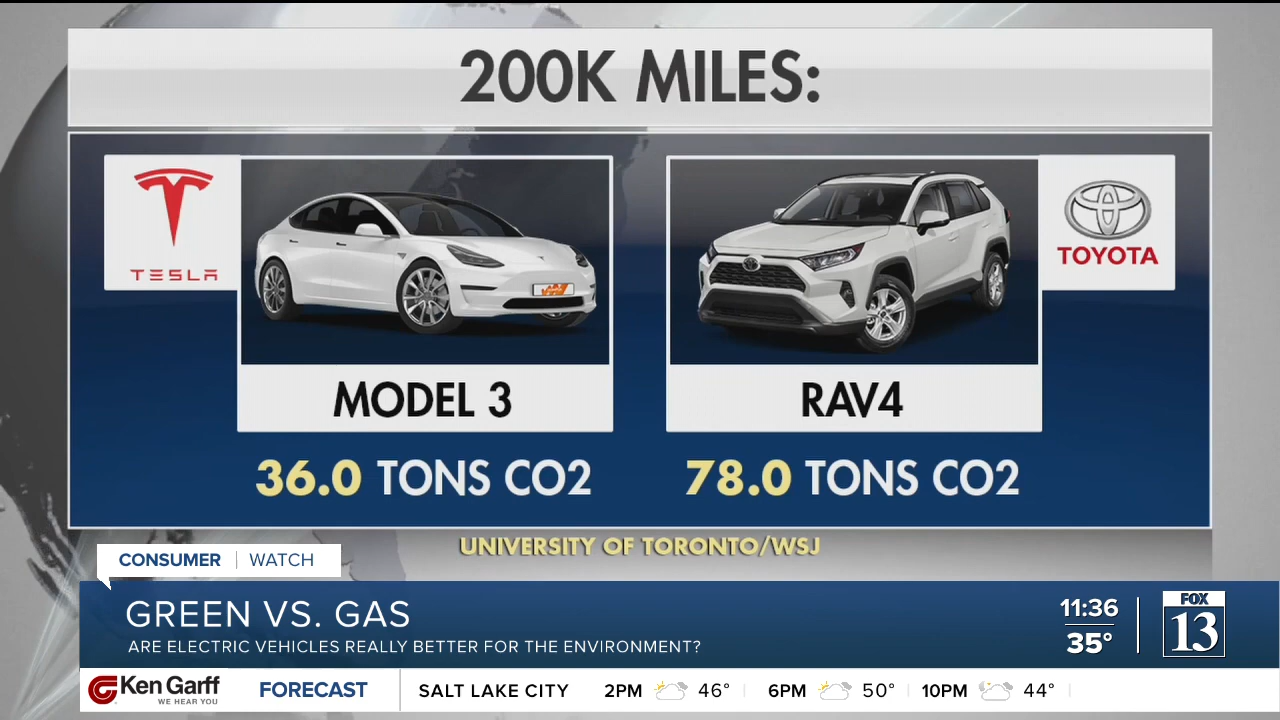 200K MILES:
TESLA
TOYOTA
MODEL 3
RAV4
36.0 TONS CO2
78.0 TONS CO2
UNIVERSITY OF TORONTO/WSJ
CONSUMER | WATCH
GREEN VS. GAS
ARE ELECTRIC VEHICLES REALLY BETTER FOR THE ENVIRONMENT?
11:36
35°
FOX
13
Ken Garff
WE HEAR YOU
FORECAST
SALT LAKE CITY 2PM 46° 6PM 50° 10PM 44°